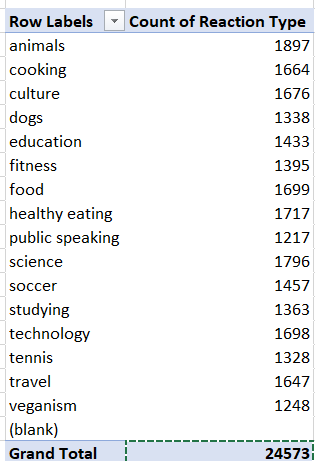 Row Labels Count of Reaction Type
animals 1897
cooking 1664
culture 1676
dogs 1338
education 1433
fitness 1395
food 1699
healthy eating 1717
public speaking 1217
science 1796
soccer 1457
studying 1363
technology 1698
tennis 1328
travel 1647
veganism 1248
(blank)
Grand Total 24573